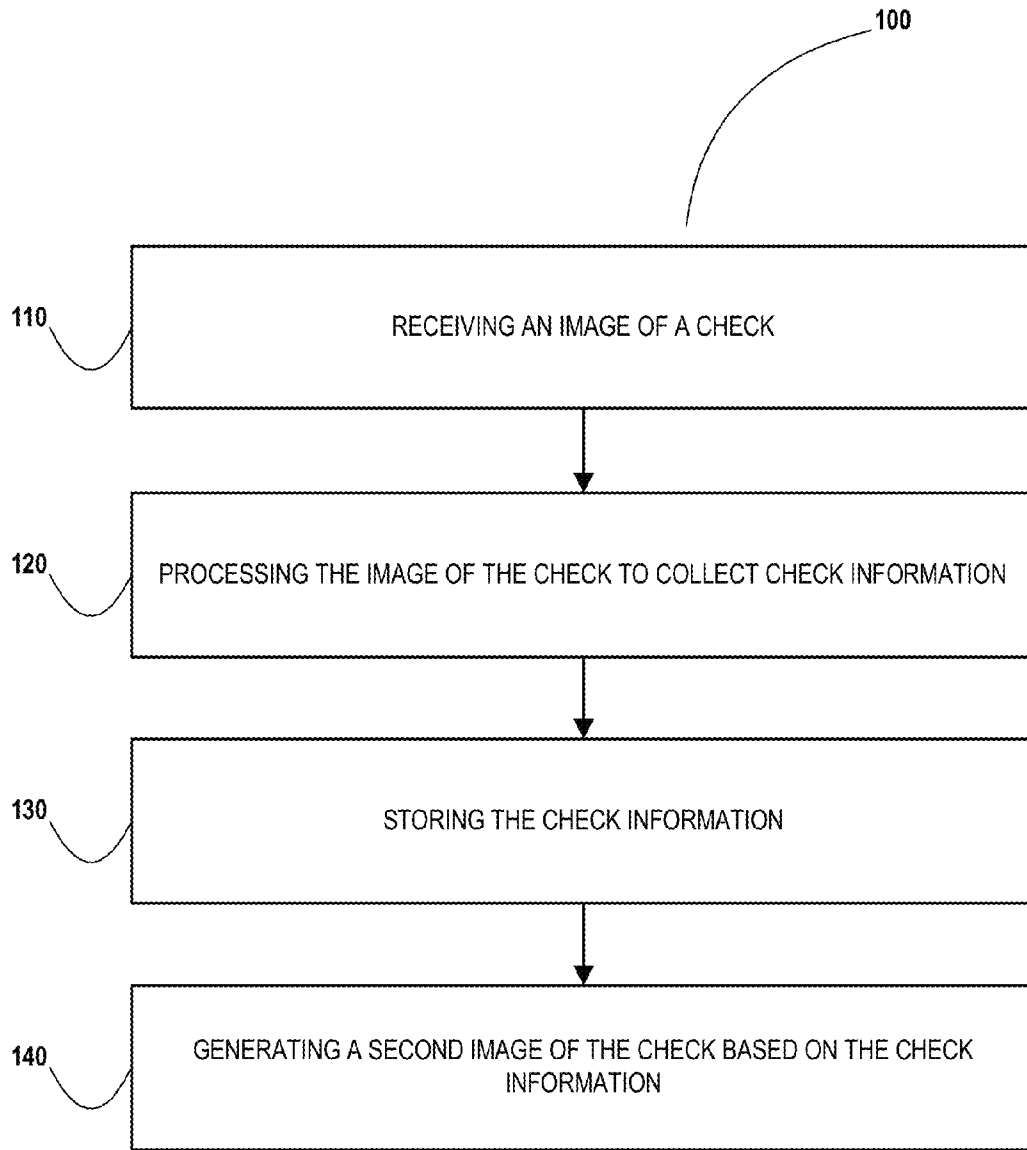 100
110
RECEIVING AN IMAGE OF A CHECK
120
PROCESSING THE IMAGE OF THE CHECK TO COLLECT CHECK INFORMATION
130
STORING THE CHECK INFORMATION
140
GENERATING A SECOND IMAGE OF THE CHECK BASED ON THE CHECK
INFORMATION